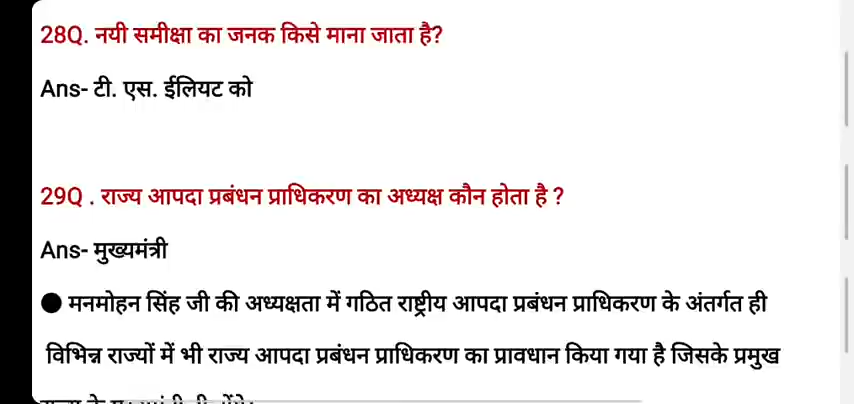 28Q. नयी समीक्षा का जनक किसे माना जाता है?
Ans- टी. एस. ईलियट को
29Q . राज्य आपदा प्रबंधन प्राधिकरण का अध्यक्ष कौन होता है ?
Ans- मुख्यमंत्री
● मनमोहन सिंह जी की अध्यक्षता में गठित राष्ट्रीय आपदा प्रबंधन प्राधिकरण के अंतर्गत ही
विभिन्न राज्यों में भी राज्य आपदा प्रबंधन प्राधिकरण का प्रावधान किया गया है जिसके प्रमुख